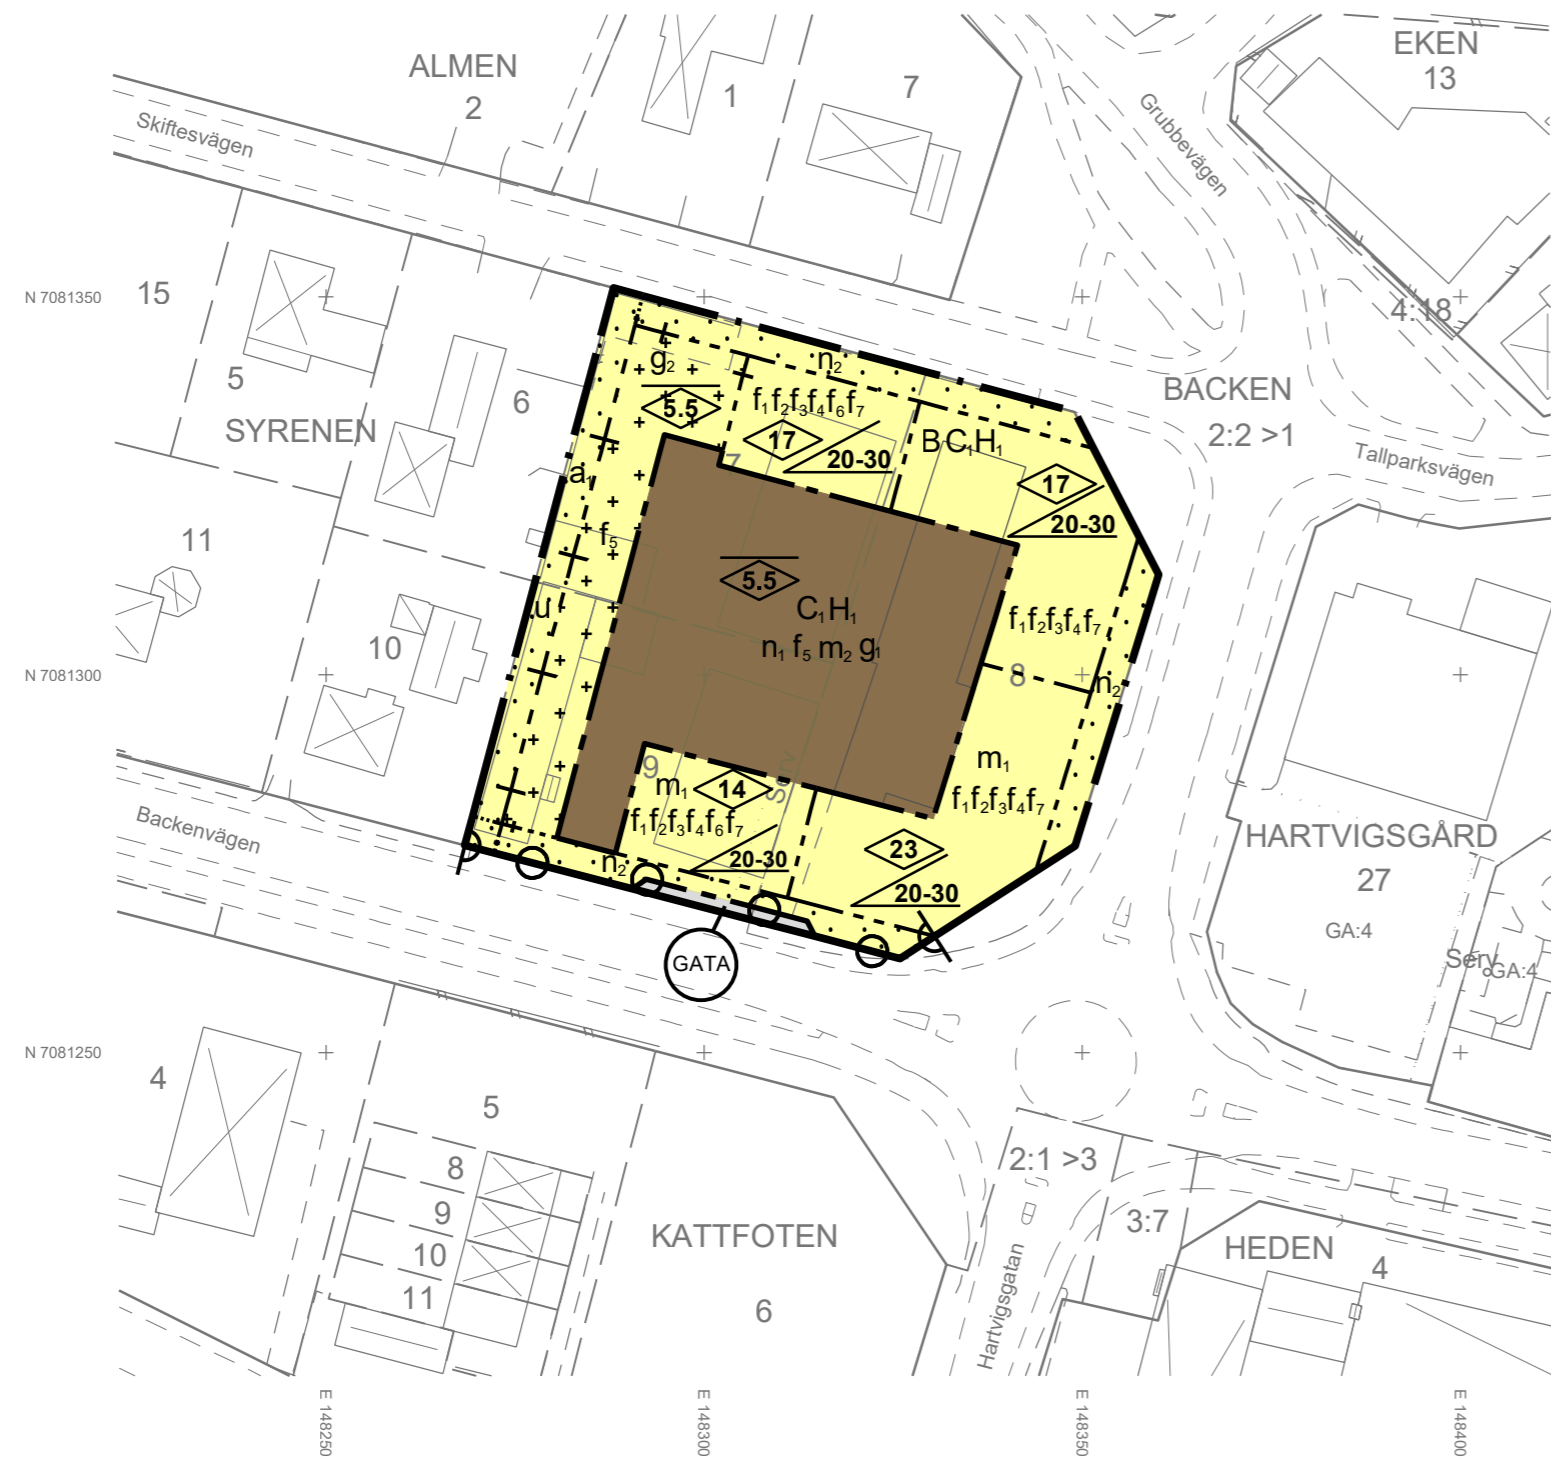 ALMEN
2
1
7
EKEN
13
Skiftesvägen
Grubbevägen
N 7081350
15
4:18
5
6
SYRENEN
g₂
n₂
5.5
f₁f₂f₃f₄f₆f₇
17
20-30
7
BC₁H₁
17
20-30
BACKEN
2:2 >1
Tallparksvägen
a₁
f₅
11
5.5
C₁H₁
n₁ f₅ m₂ g₁
u
10
f₁f₂f₃f₄f₇
N 7081300
8
n₂
9
m₁
14
Serv
f₁f₂f₃f₄f₆f₇
20-30
m₁
f₁f₂f₃f₄f₇
23
20-30
n₂
Backenvägen
HARTVIGSGÅRD
27
GA:4
Serv
GA:4
GATA
N 7081250
4
5
8
9
10
11
KATTFOTEN
6
2:1 >3
3:7
Hartvigsgatan
HEDEN
4
E 148250
E 148300
E 148350
E 148400